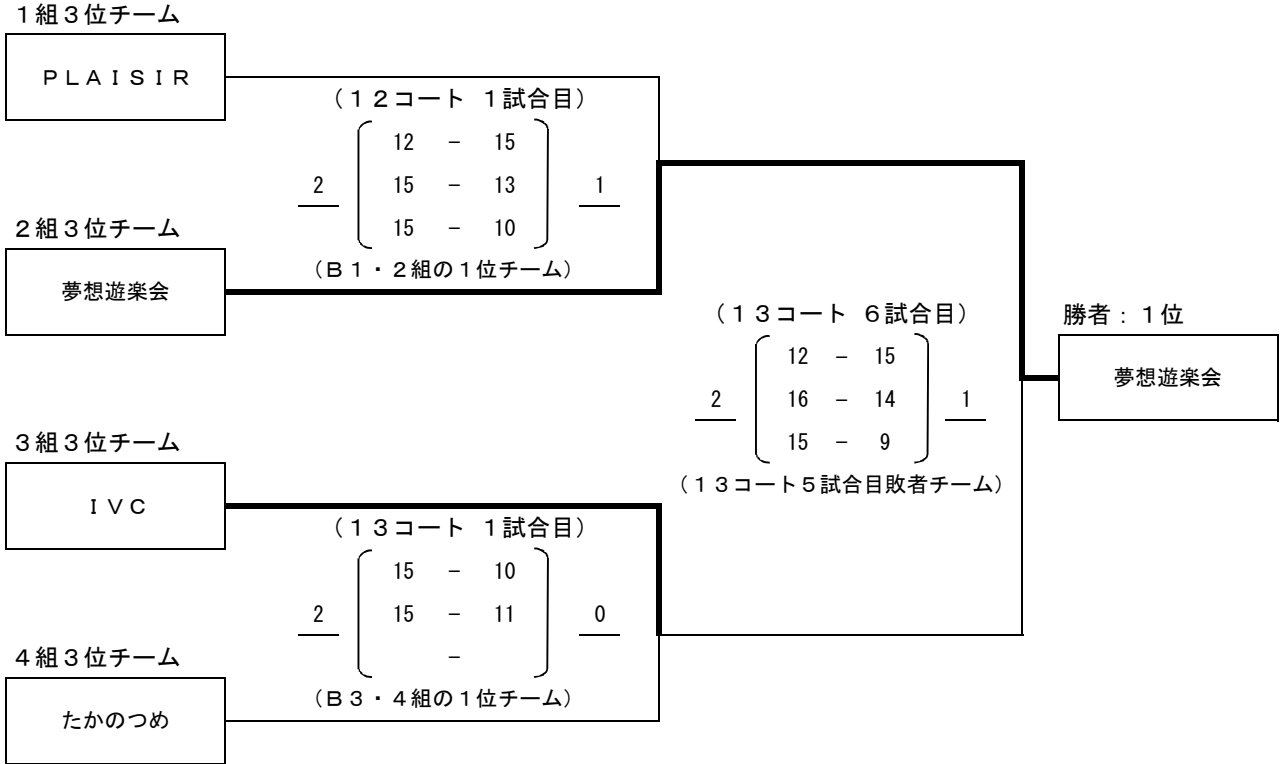 １組３位チーム
ＰＬＡＩＳＩＲ
（１２コート　１試合目）
12 － 15
2 15 － 13 1
15 － 10
（Ｂ１・２組の１位チーム）
２組３位チーム
夢想遊楽会
（１３コート　６試合目）
12 － 15
2 16 － 14 1
15 － 9
（１３コート５試合目敗者チーム）
勝者：１位
夢想遊楽会
３組３位チーム
ＩＶＣ
（１３コート　１試合目）
15 － 10
2 15 － 11 0
－
（Ｂ３・４組の１位チーム）
４組３位チーム
たかのつめ